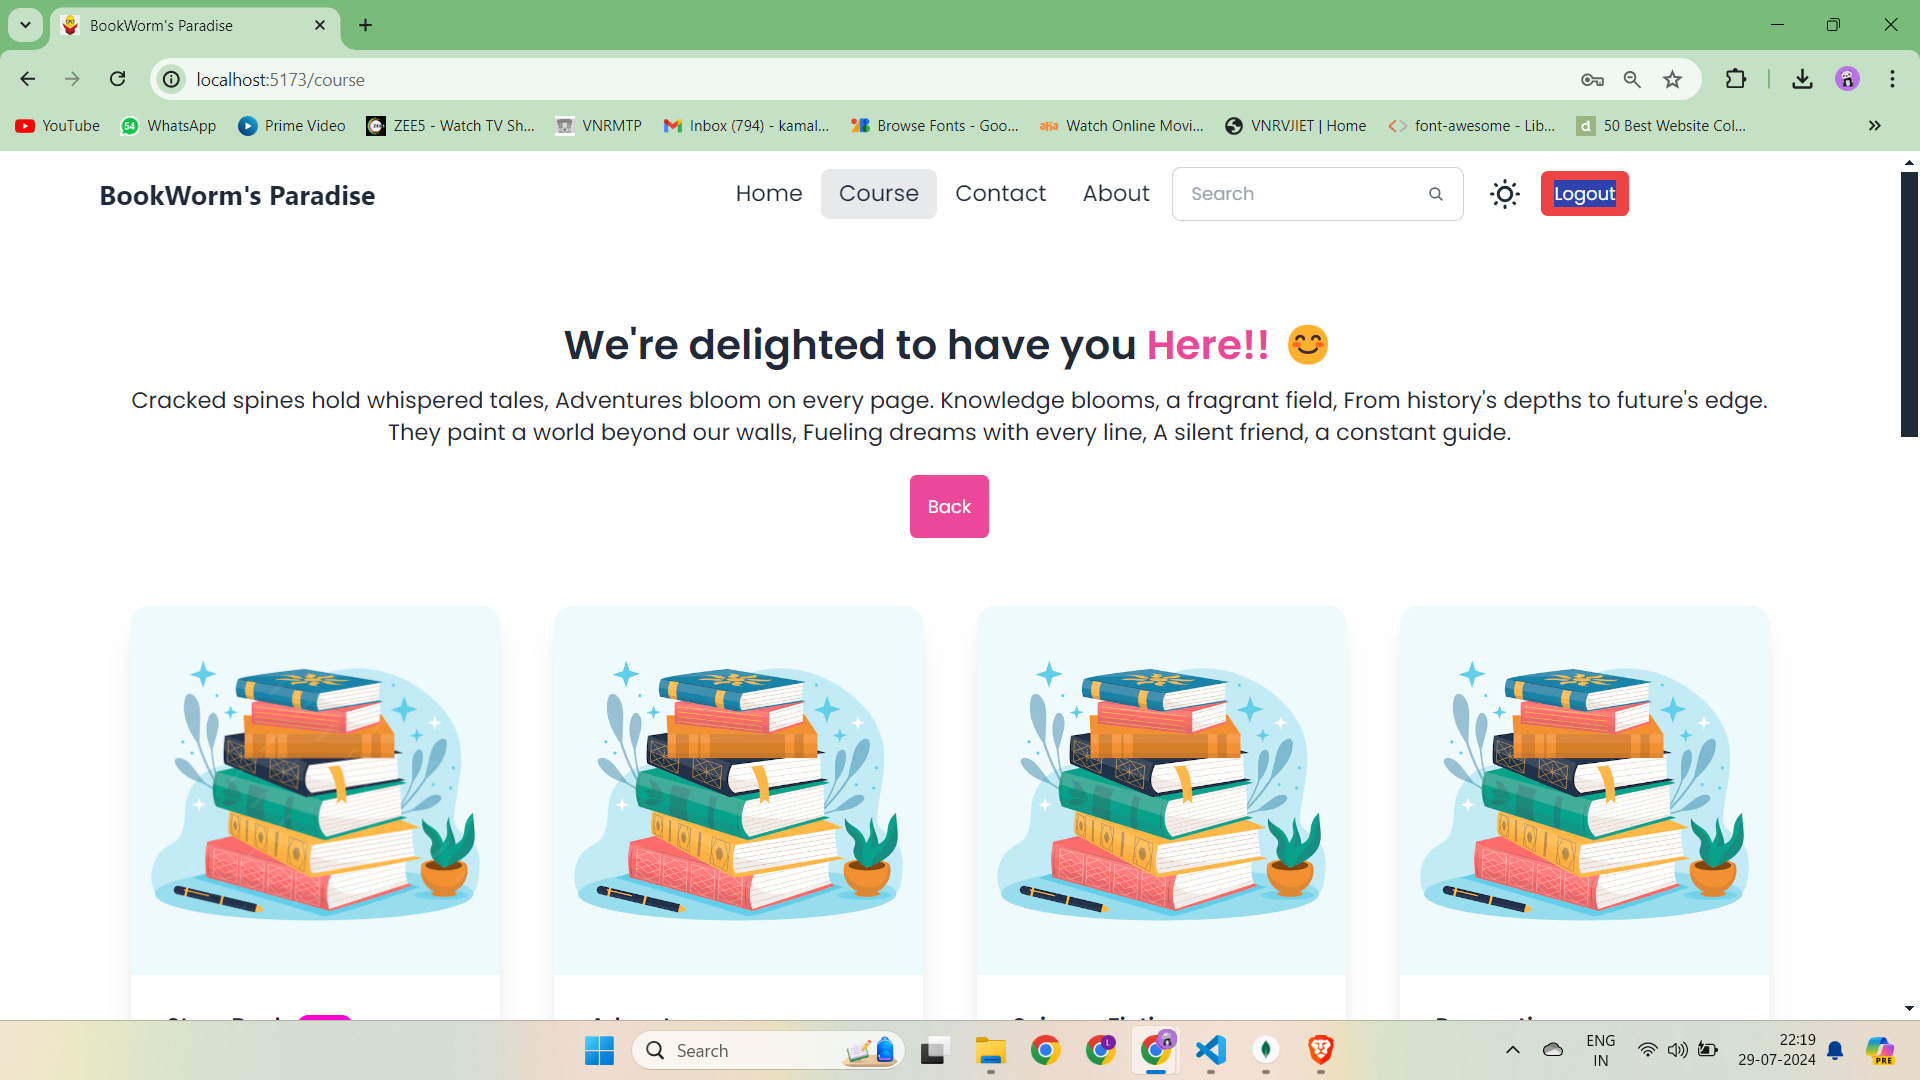 BookWorm's Paradise
localhost:5173/course
YouTube
54
WhatsApp
Prime Video
ZEE5 - Watch TV Sh...
VNRMTP
Inbox (794) - kamal...
Browse Fonts - Goo...
aha
Watch Online Movi...
VNRVJIET | Home
font-awesome - Lib...
d
50 Best Website Col...
BookWorm's Paradise
Home
Course
Contact
About
Search
Logout
We're delighted to have you Here!! 😊
Cracked spines hold whispered tales, Adventures bloom on every page. Knowledge blooms, a fragrant field, From history's depths to future's edge.
They paint a world beyond our walls, Fueling dreams with every line, A silent friend, a constant guide.
Back
Search
L
ENG
IN
22:19
29-07-2024
PRE